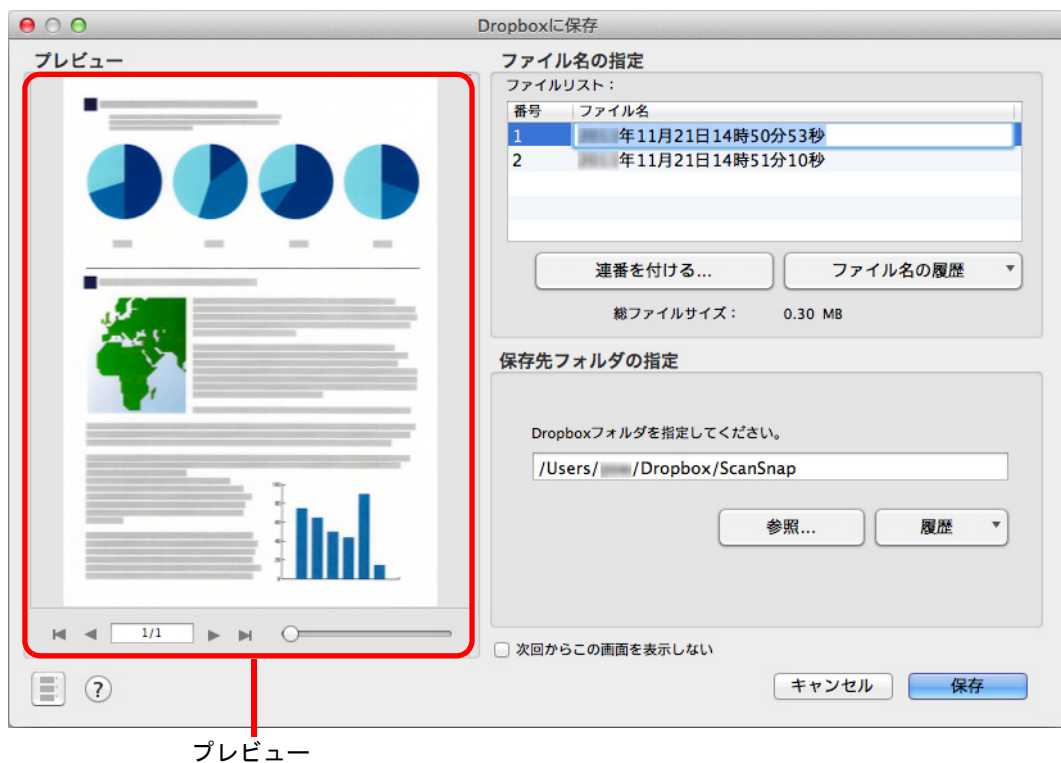 Dropboxに保存
プレビュー
ファイル名の指定
ファイルリスト：
番号 ファイル名
1 年11月21日14時50分53秒
2 年11月21日14時51分10秒
連番を付ける... ファイル名の履歴
総ファイルサイズ： 0.30 MB
保存先フォルダの指定
Dropboxフォルダを指定してください。
/Users/ /Dropbox/ScanSnap
参照... 履歴
100
80
60
40
20
0
1/1
次回からこの画面を表示しない
?
キャンセル 保存
プレビュー